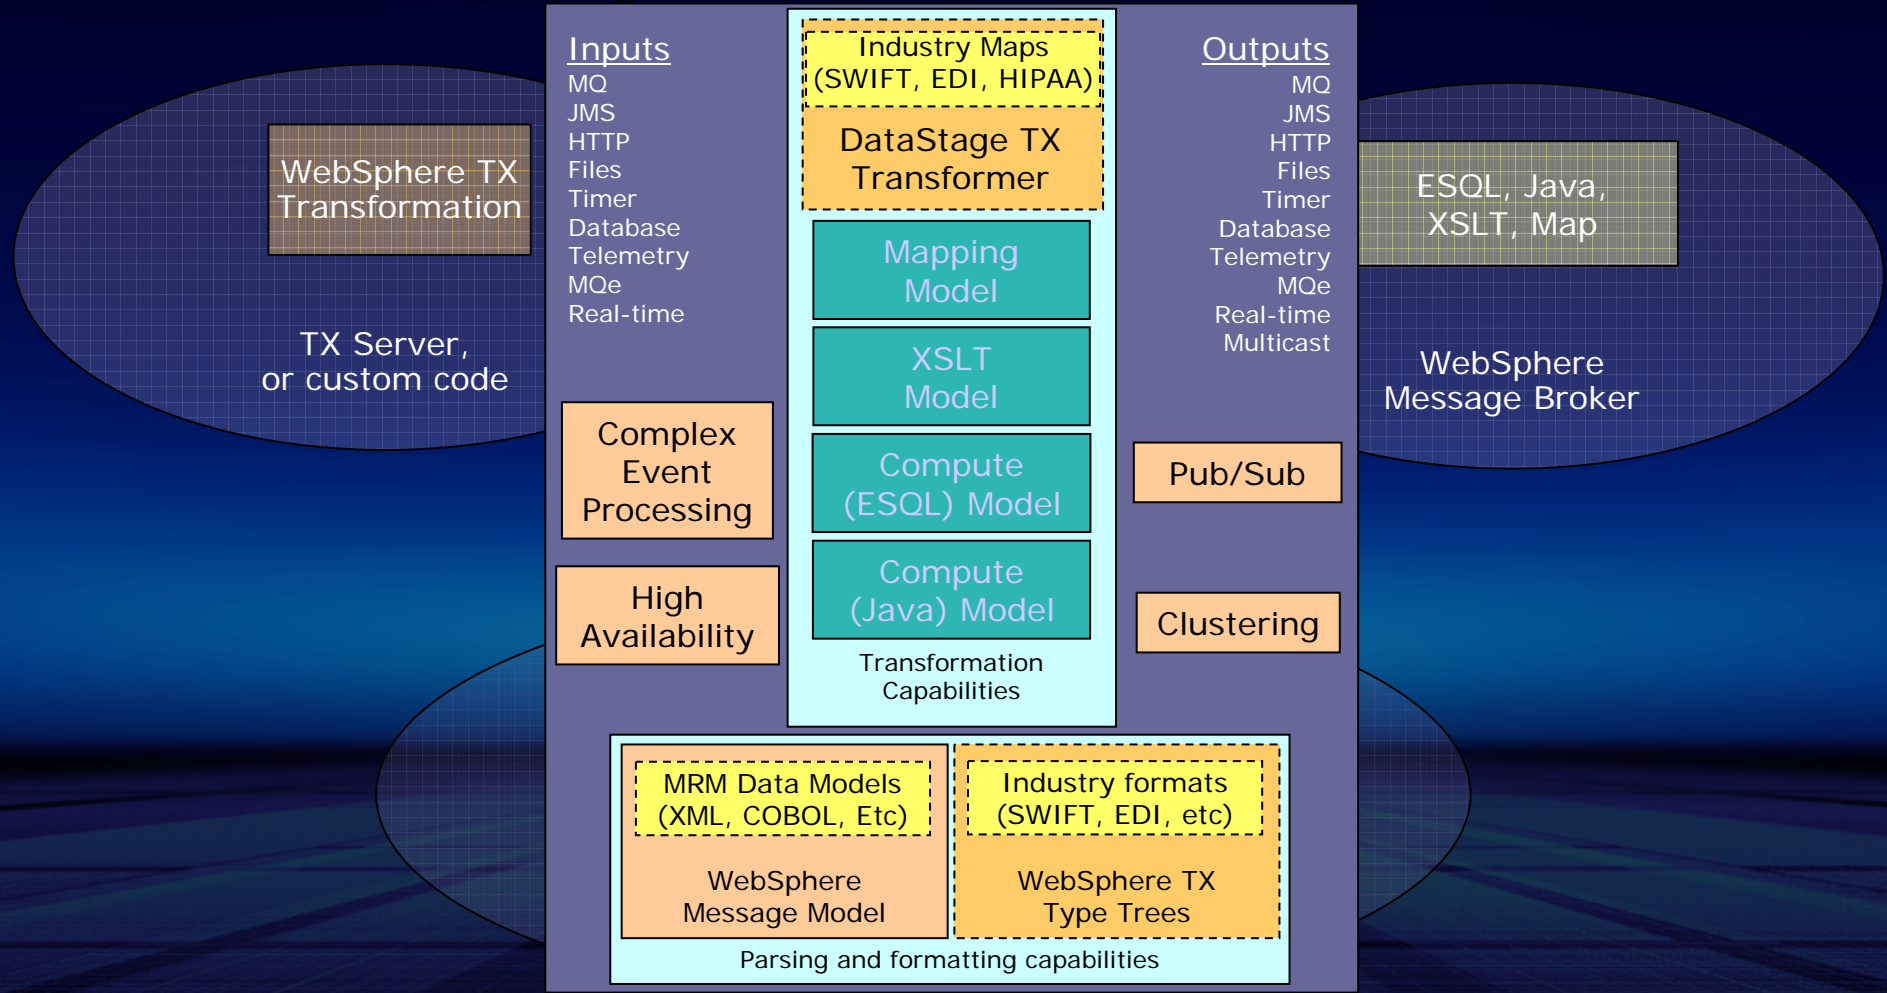 WebSphere TX
Transformation
TX Server,
or custom code
Inputs
MQ
JMS
HTTP
Files
Timer
Database
Telemetry
MQe
Real-time
Complex
Event
Processing
High
Availability
Industry Maps
(SWIFT, EDI, HIPAA)
DataStage TX
Transformer
Mapping
Model
XSLT
Model
Compute
(ESQL) Model
Compute
(Java) Model
Transformation
Capabilities
Outputs
MQ
JMS
HTTP
Files
Timer
Database
Telemetry
MQe
Real-time
Multicast
Pub/Sub
Clustering
ESQL, Java,
XSLT, Map
WebSphere
Message Broker
MRM Data Models
(XML, COBOL, Etc)
WebSphere
Message Model
Industry formats
(SWIFT, EDI, etc)
WebSphere TX
Type Trees
Parsing and formatting capabilities